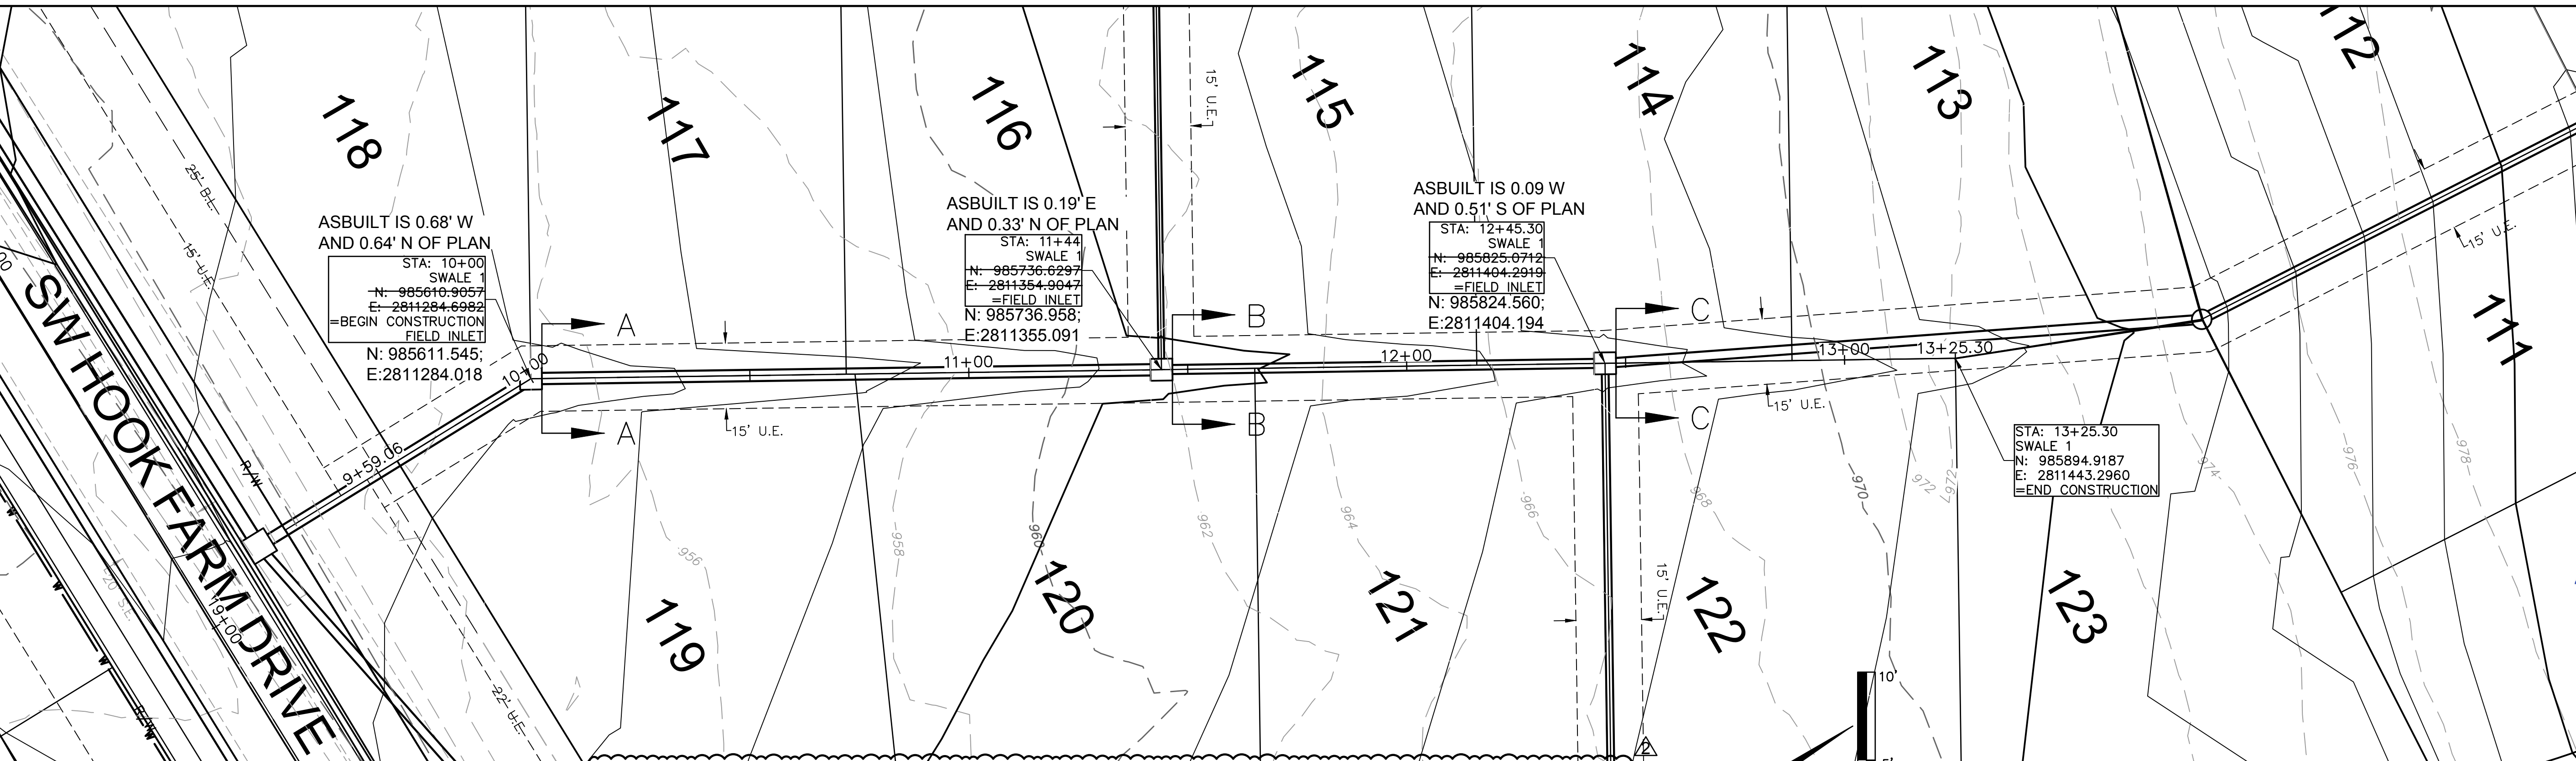 118
117
116
115
114
113
112
111
119
120
121
122
123
SW HOOK FARM DRIVE
19+00
ASBUILT IS 0.68' W
AND 0.64' N OF PLAN
STA: 10+00
SWALE 1
N: 985610.9057
E: 2811284.6982
=BEGIN CONSTRUCTION
FIELD INLET
N: 985611.545;
E:2811284.018
ASBUILT IS 0.19' E
AND 0.33' N OF PLAN
STA: 11+44
SWALE 1
N: 985736.6297
E: 2811354.9047
=FIELD INLET
N: 985736.958;
E:2811355.091
ASBUILT IS 0.09 W
AND 0.51' S OF PLAN
STA: 12+45.30
SWALE 1
N: 985825.0712
E: 2811404.2919
=FIELD INLET
N: 985824.560;
E:2811404.194
STA: 13+25.30
SWALE 1
N: 985894.9187
E: 2811443.2960
=END CONSTRUCTION
9+59.06
10+00
11+00
12+00
13+00
13+25.30
A
A
B
B
C
C
25' B.L.
15' U.E.
R/W
22' U.E.
R/W
W
W
W
20' S.E.
15' U.E.
15' U.E.
15' U.E.
15' U.E.
15' U.E.
956
958
960
962
964
966
968
970
972
972
974
976
978
2
10'